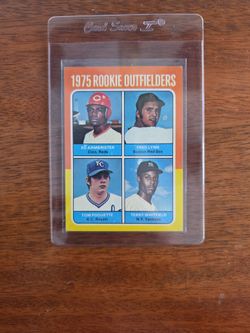 Card Saver I
1975 ROOKIE OUTFIELDERS
ED ARMBRISTER
Cinn. Reds
FRED LYNN
Boston Red Sox
TOM POQUETTE
K.C. Royals
TERRY WHITFIELD
N.Y. Yankees